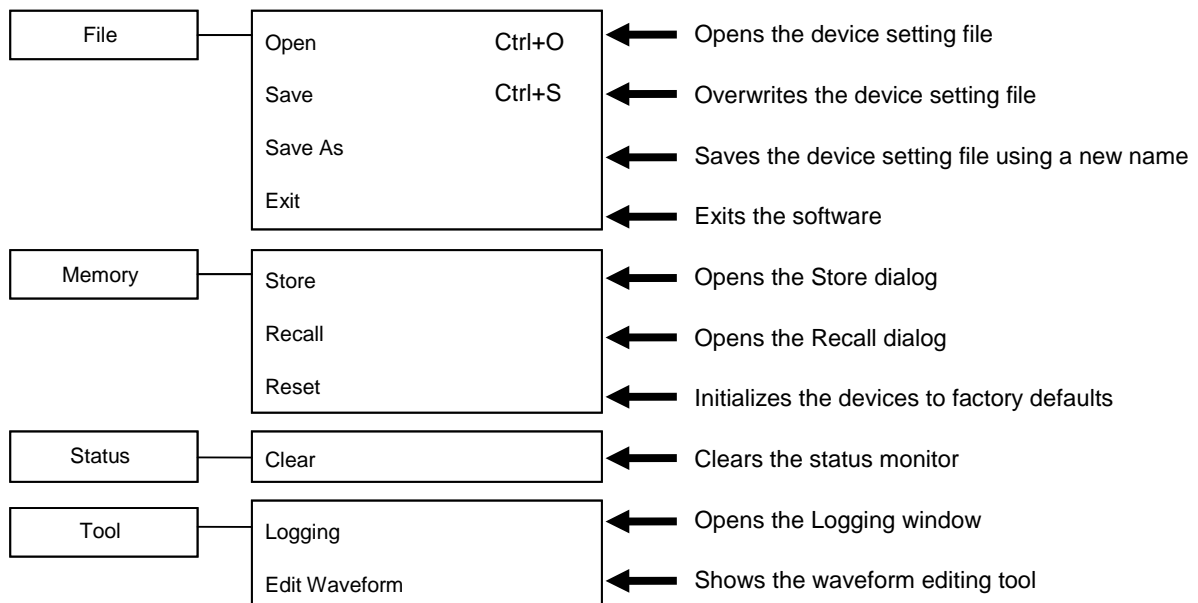 File
Open Ctrl+O Opens the device setting file
Save Ctrl+S Overwrites the device setting file
Save As Saves the device setting file using a new name
Exit Exits the software
Memory
Store Opens the Store dialog
Recall Opens the Recall dialog
Reset Initializes the devices to factory defaults
Status
Clear Clears the status monitor
Tool
Logging Opens the Logging window
Edit Waveform Shows the waveform editing tool